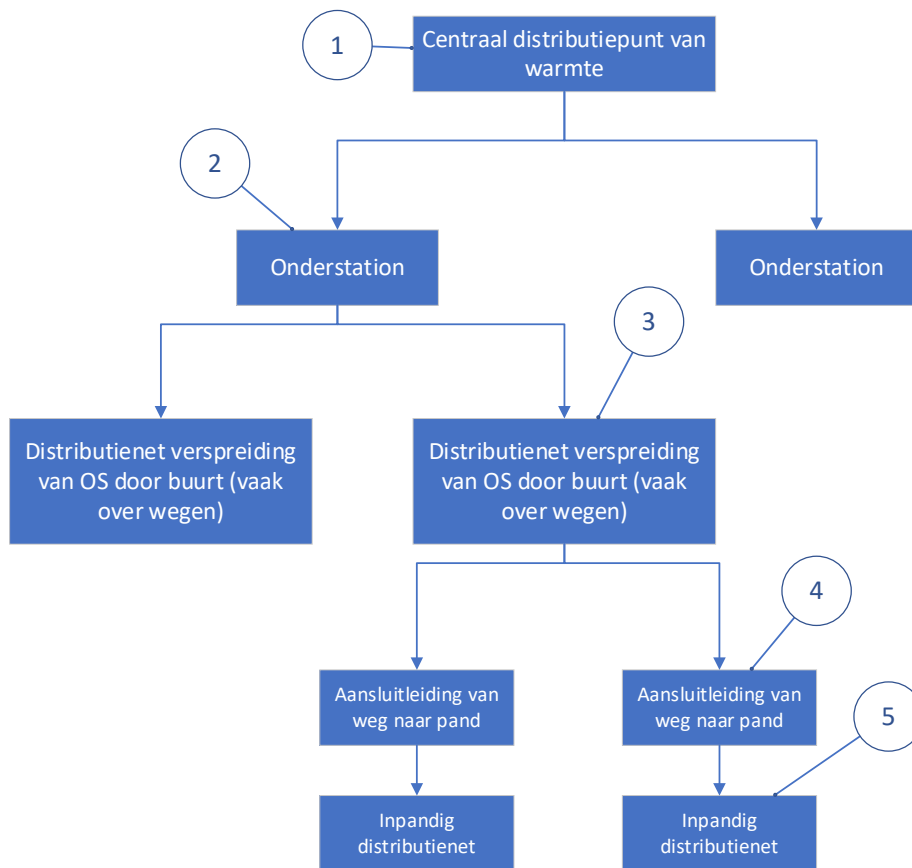 1
Centraal distributiepunt van
warmte
2
Onderstation
Onderstation
3
Distributienet verspreiding
van OS door buurt (vaak
over wegen)
Distributienet verspreiding
van OS door buurt (vaak
over wegen)
4
Aansluitleiding van
weg naar pand
Aansluitleiding van
weg naar pand
5
Inpandig
distributienet
Inpandig
distributienet